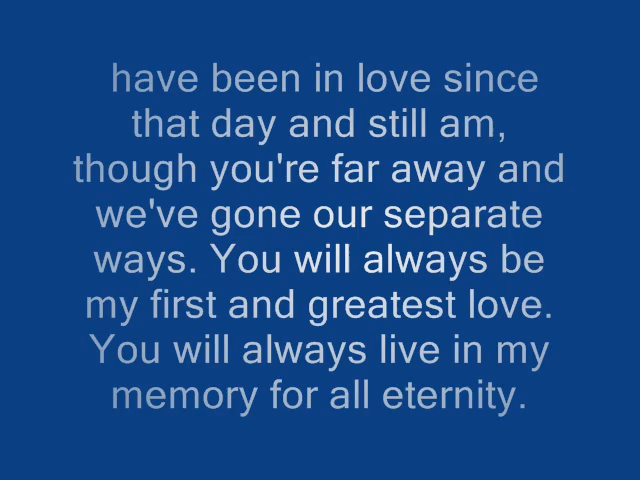 have been in love since
that day and still am,
though you're far away and
we've gone our separate
ways. You will always be
my first and greatest love.
You will always live in my
memory for all eternity.